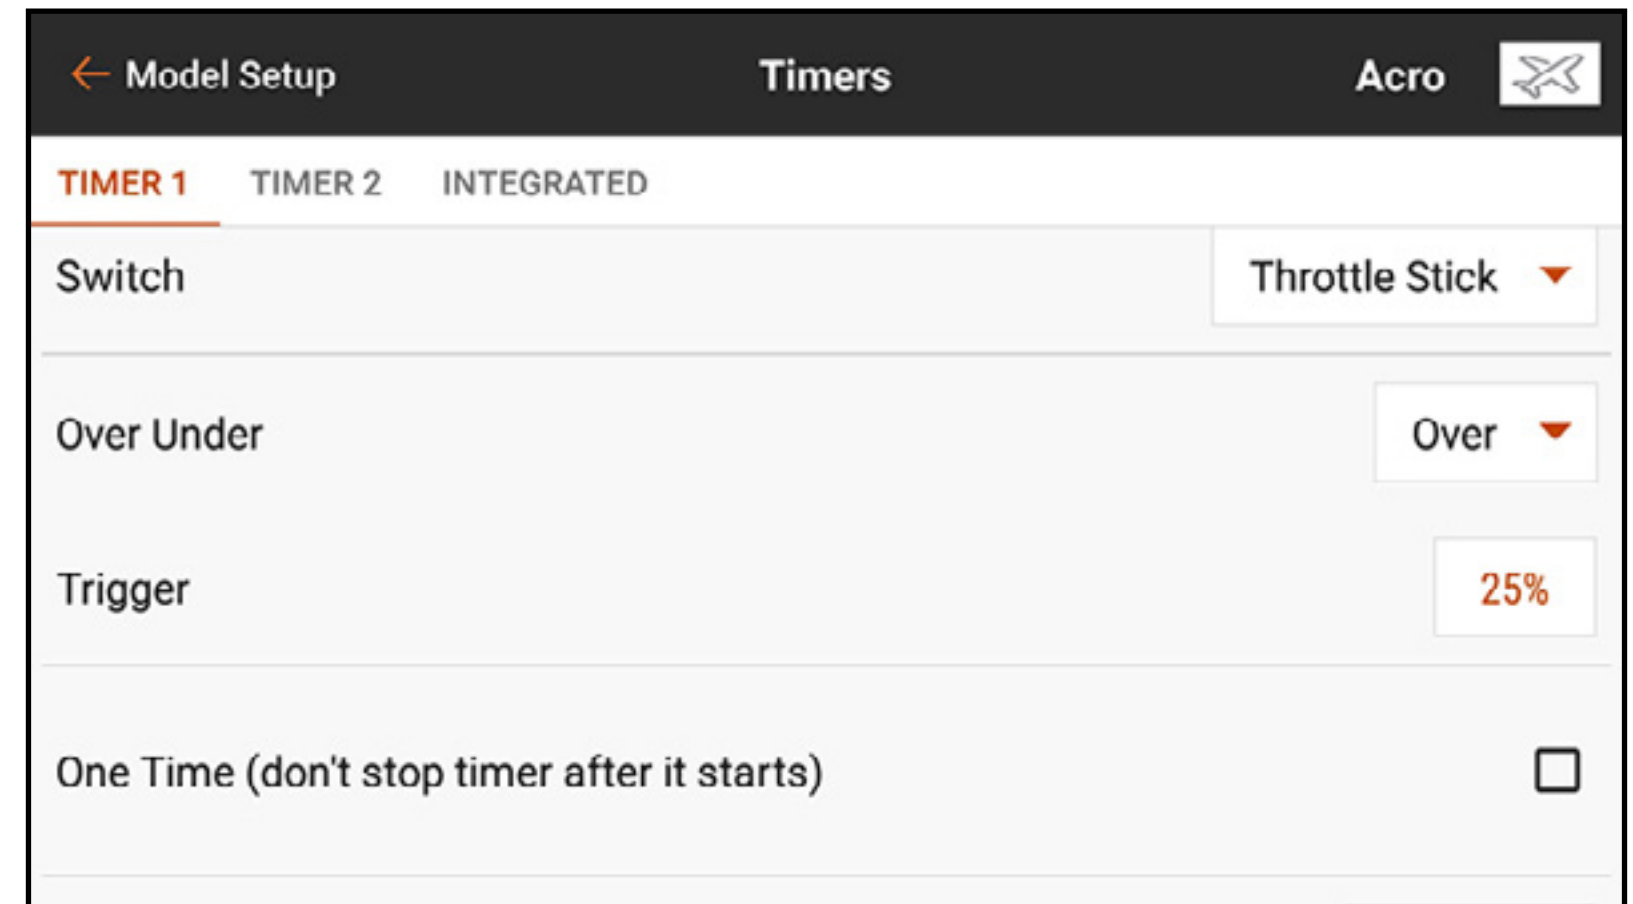 ← Model Setup Timers Acro
TIMER 1 TIMER 2 INTEGRATED
Switch Throttle Stick
Over Under Over
Trigger 25%
One Time (don't stop timer after it starts)